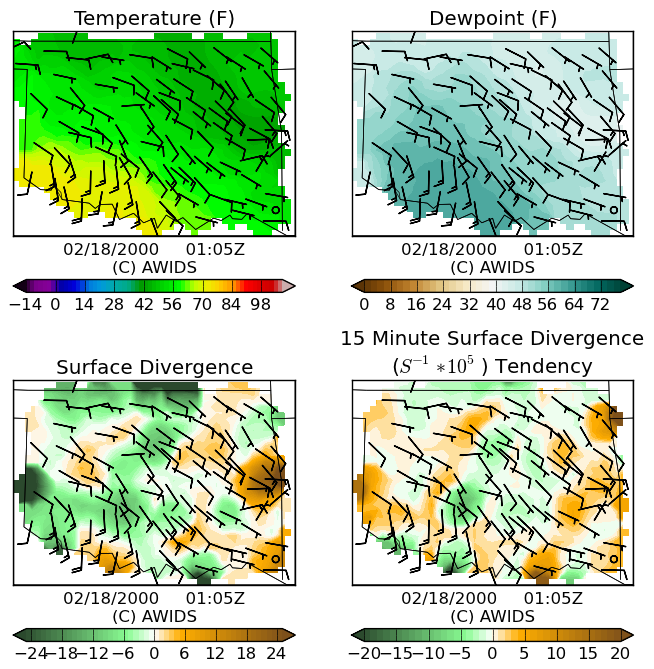 Temperature (F)
02/18/2000 01:05Z
(C) AWIDS
−14 0 14 28 42 56 70 84 98
Dewpoint (F)
02/18/2000 01:05Z
(C) AWIDS
0 8 16 24 32 40 48 56 64 72
Surface Divergence
02/18/2000 01:05Z
(C) AWIDS
−24 −18 −12 −6 0 6 12 18 24
15 Minute Surface Divergence
(S⁻¹ * 10⁵ ) Tendency
02/18/2000 01:05Z
(C) AWIDS
−20 −15 −10 −5 0 5 10 15 20